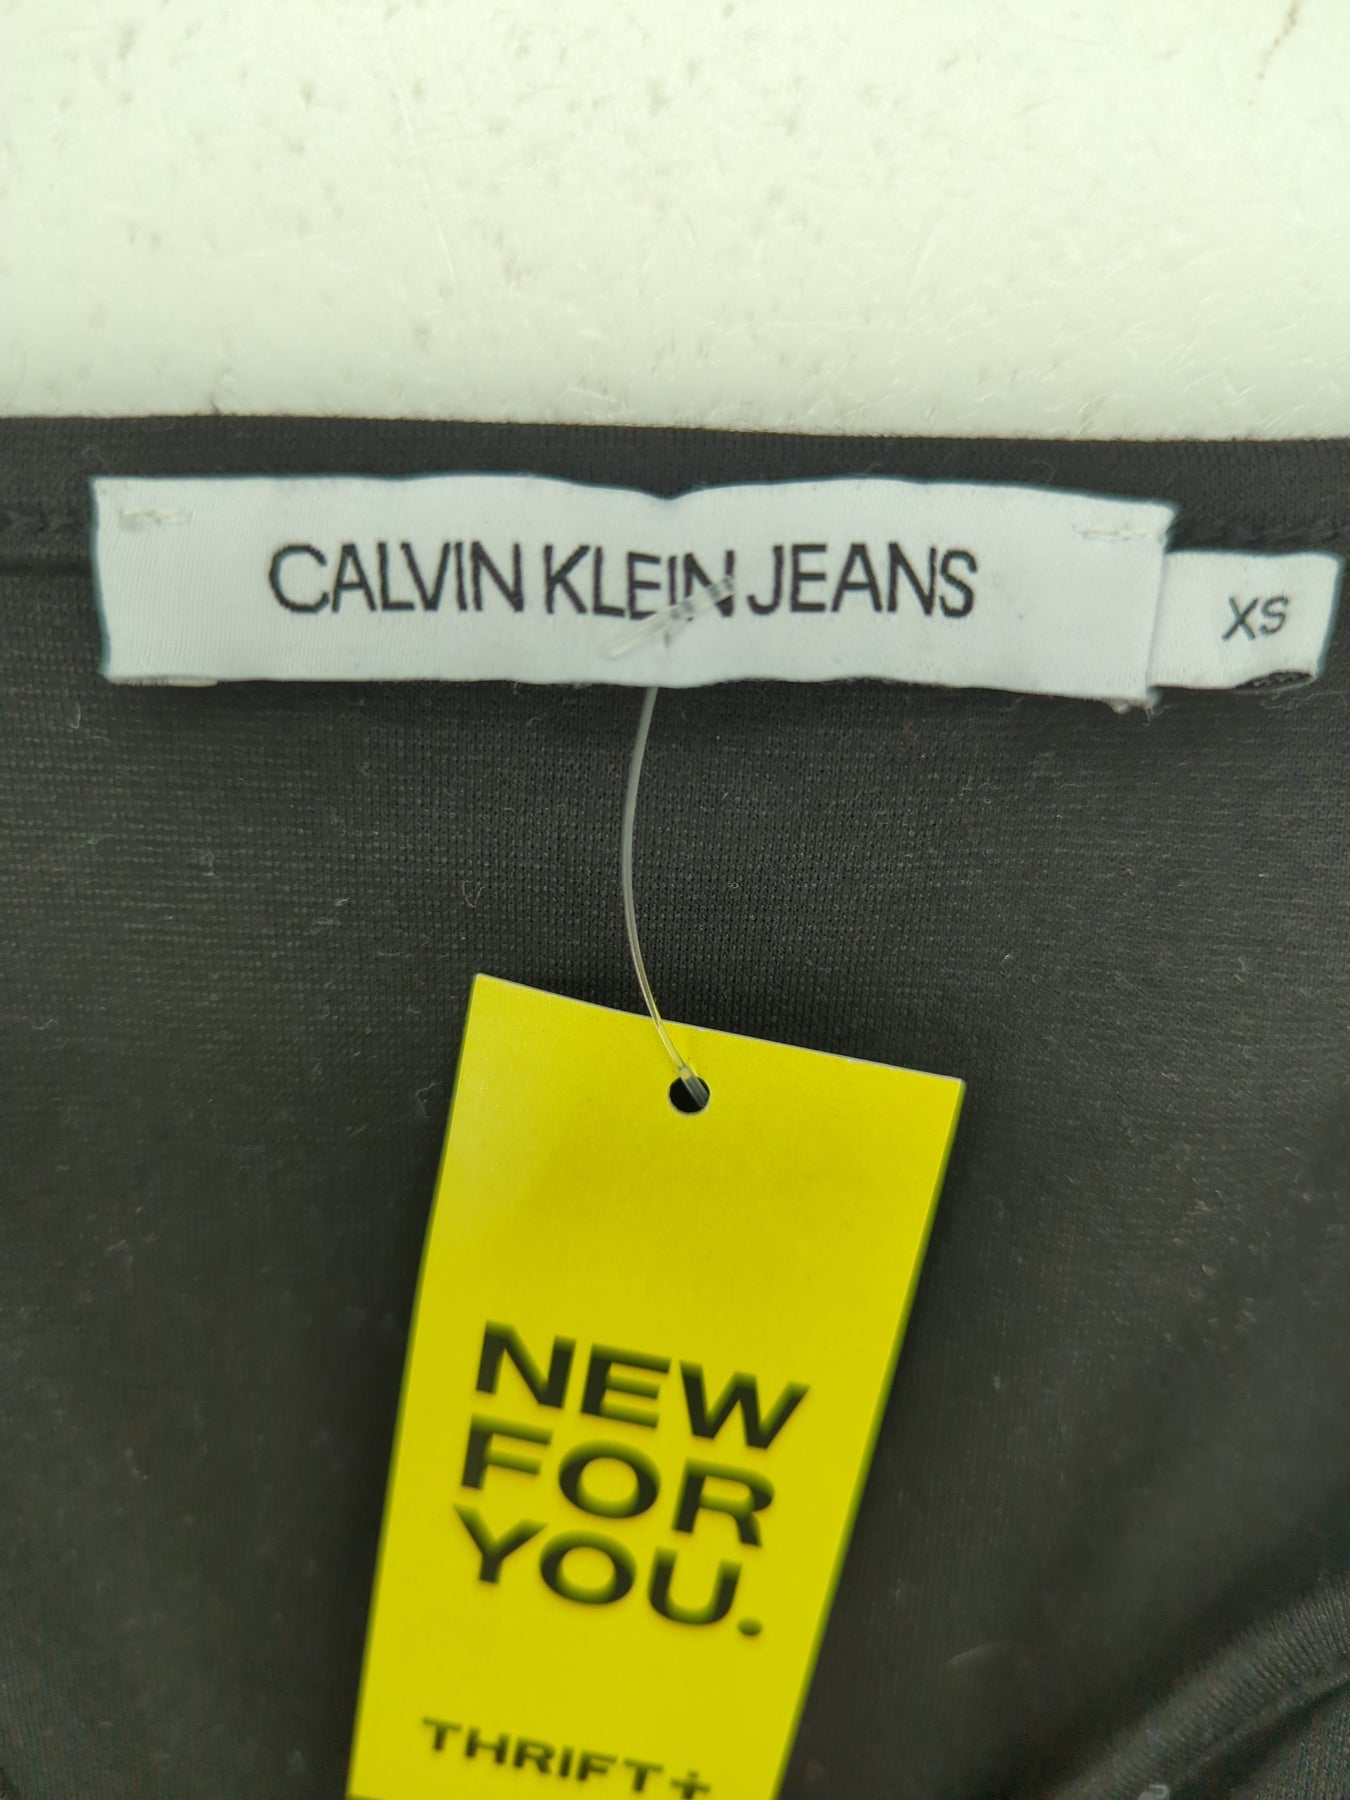 CALVIN KLEIN JEANS
XS
NEW
FOR
YOU.
THRIFT+